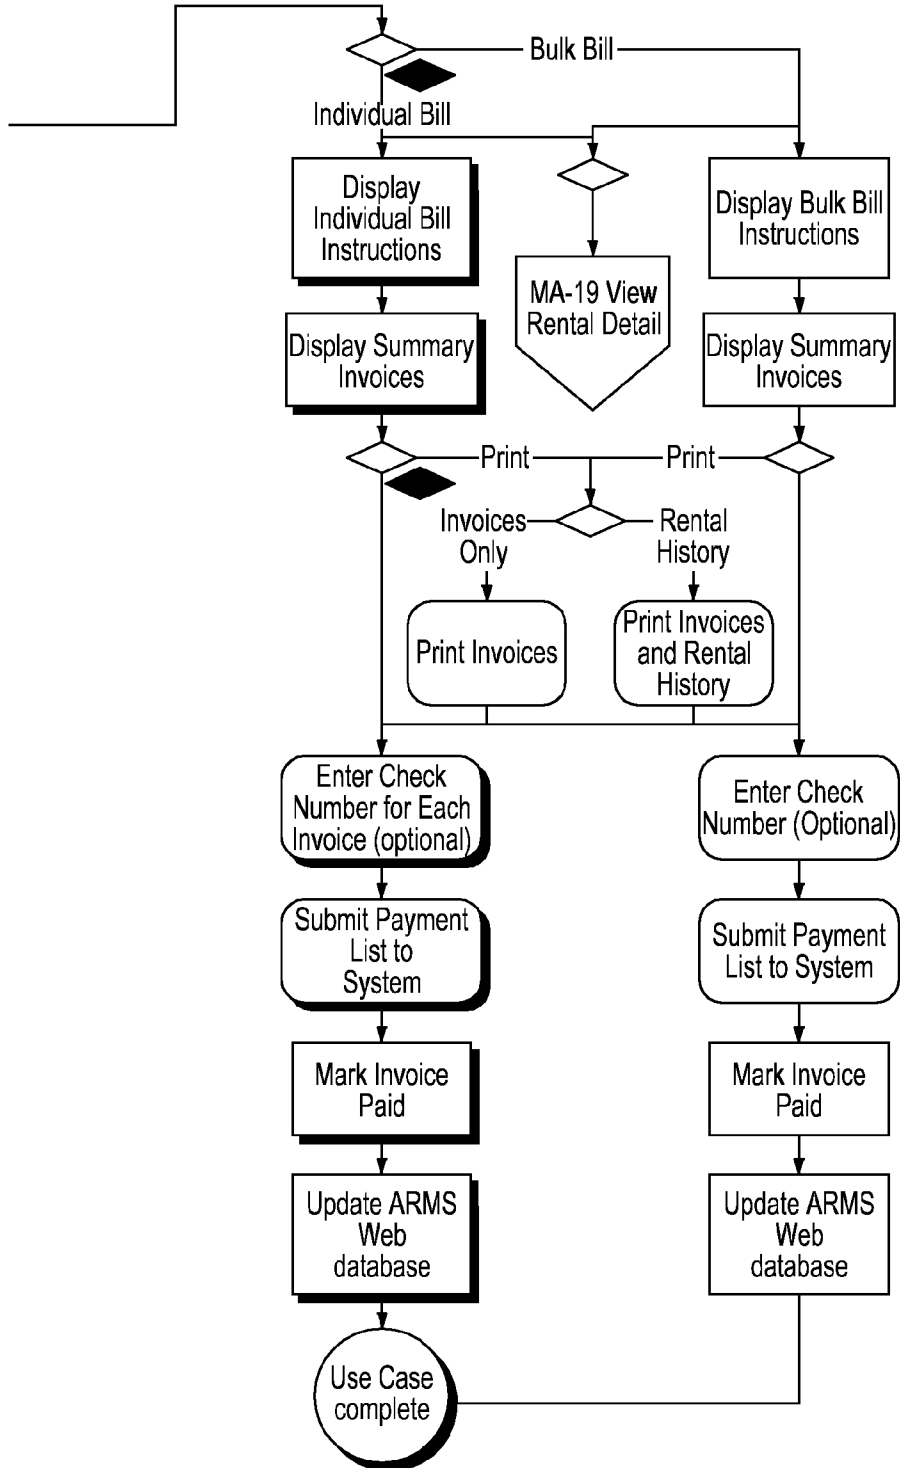 Bulk Bill
Individual Bill
Display
Individual Bill
Instructions
Display Bulk Bill
Instructions
MA-19 View
Rental Detail
Display Summary
Invoices
Display Summary
Invoices
Print
Print
Invoices
Only
Rental
History
Print Invoices
Print Invoices
and Rental
History
Enter Check
Number for Each
Invoice (optional)
Enter Check
Number (Optional)
Submit Payment
List to
System
Submit Payment
List to System
Mark Invoice
Paid
Mark Invoice
Paid
Update ARMS
Web
database
Update ARMS
Web
database
Use Case
complete